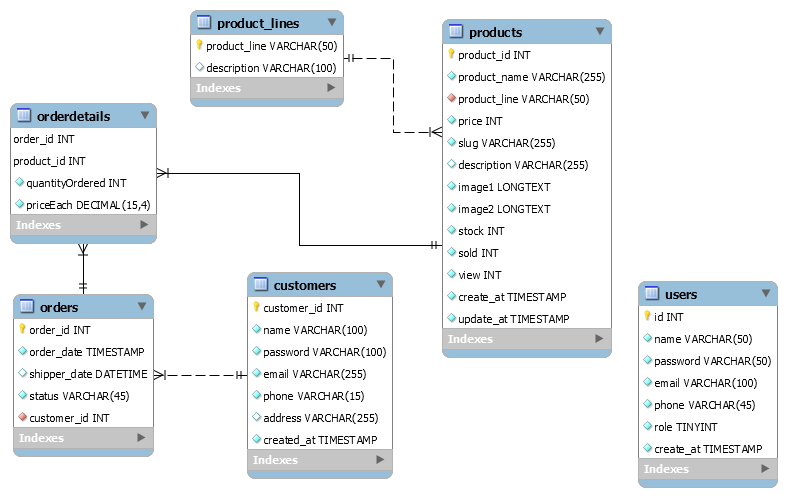 product_lines
product_line VARCHAR(50)
description VARCHAR(100)
Indexes
products
product_id INT
product_name VARCHAR(255)
product_line VARCHAR(50)
price INT
slug VARCHAR(255)
description VARCHAR(255)
image1 LONGTEXT
image2 LONGTEXT
stock INT
sold INT
view INT
create_at TIMESTAMP
update_at TIMESTAMP
Indexes
orderdetails
order_id INT
product_id INT
quantityOrdered INT
priceEach DECIMAL(15,4)
Indexes
orders
order_id INT
order_date TIMESTAMP
shipper_date DATETIME
status VARCHAR(45)
customer_id INT
Indexes
customers
customer_id INT
name VARCHAR(100)
password VARCHAR(100)
email VARCHAR(255)
phone VARCHAR(15)
address VARCHAR(255)
created_at TIMESTAMP
Indexes
users
id INT
name VARCHAR(50)
password VARCHAR(50)
email VARCHAR(100)
phone VARCHAR(45)
role TINYINT
create_at TIMESTAMP
Indexes